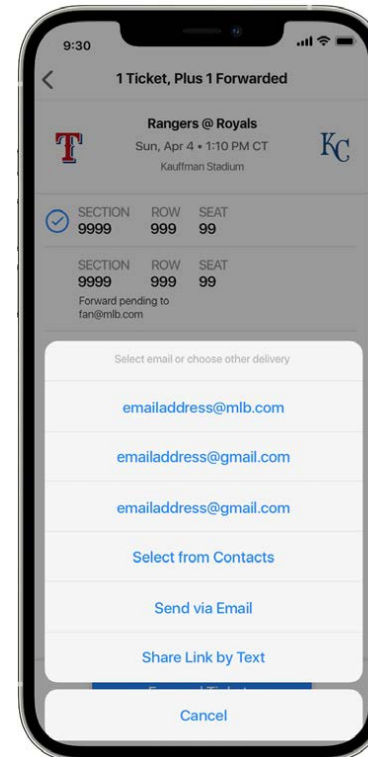 9:30
1 Ticket, Plus 1 Forwarded
T
Rangers @ Royals
Sun, Apr 4 • 1:10 PM CT
Kauffman Stadium
KC
SECTION ROW SEAT
9999 999 99
SECTION ROW SEAT
9999 999 99
Forward pending to
fan@mlb.com
Select email or choose other delivery
emailaddress@mlb.com
emailaddress@gmail.com
emailaddress@gmail.com
Select from Contacts
Send via Email
Share Link by Text
Cancel